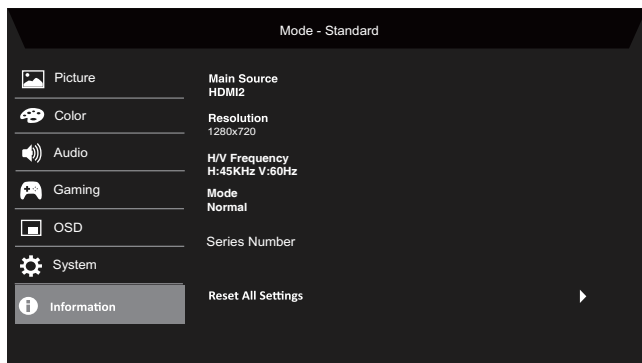 Mode - Standard
Picture
Color
Audio
Gaming
OSD
System
Information
Main Source
HDMI2
Resolution
1280x720
H/V Frequency
H:45KHz V:60Hz
Mode
Normal
Series Number
Reset All Settings